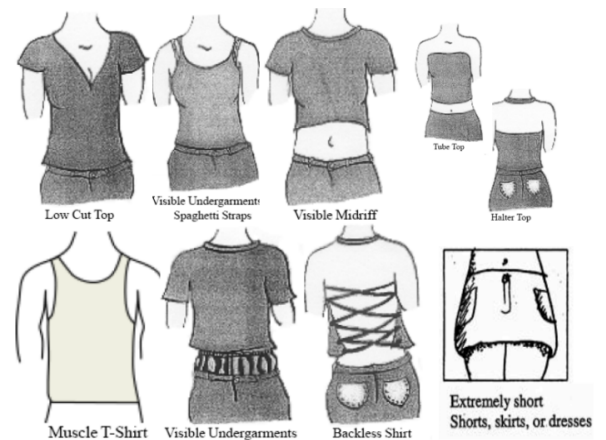 Low Cut Top
Visible Undergarments
Spaghetti Straps
Visible Midriff
Tube Top
Halter Top
Muscle T-Shirt
Visible Undergarments
Backless Shirt
Extremely short
Shorts, skirts, or dresses